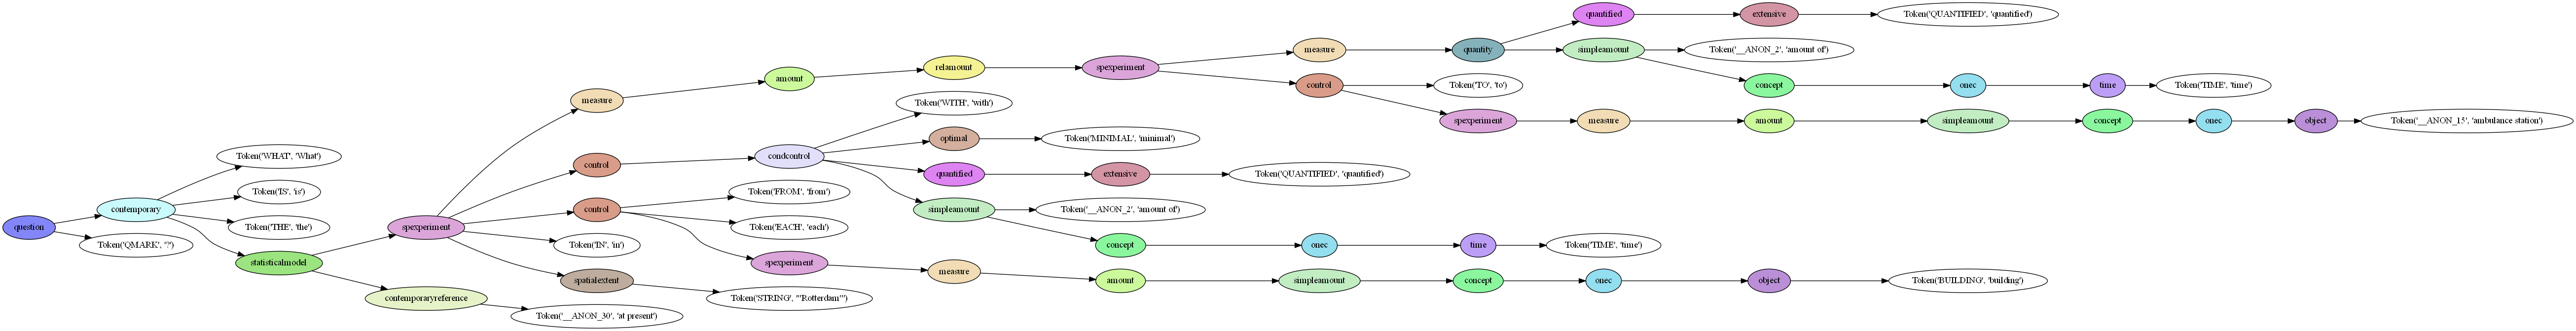 quantified
extensive
Token('QUANTIFIED', 'quantified')
measure
quantity
simpleamount
Token('__ANON_2', 'amount of')
amount
relamount
spexperiment
control
Token('TO', 'to')
concept
onec
time
Token('TIME', 'time')
measure
Token('WITH', 'with')
spexperiment
measure
amount
simpleamount
concept
onec
object
Token('__ANON_15', 'ambulance station')
optimal
Token('MINIMAL', 'minimal')
Token('WHAT', 'What')
control
condcontrol
quantified
extensive
Token('QUANTIFIED', 'quantified')
Token('IS', 'is')
Token('FROM', 'from')
contemporary
control
simpleamount
Token('__ANON_2', 'amount of')
question
Token('THE', 'the')
spexperiment
Token('EACH', 'each')
Token('QMARK', '?')
Token('IN', 'in')
concept
onec
time
Token('TIME', 'time')
statisticalmodel
spexperiment
measure
spatialextent
amount
simpleamount
concept
onec
object
Token('BUILDING', 'building')
contemporaryreference
Token('STRING', "'Rotterdam'")
Token('__ANON_30', 'at present')